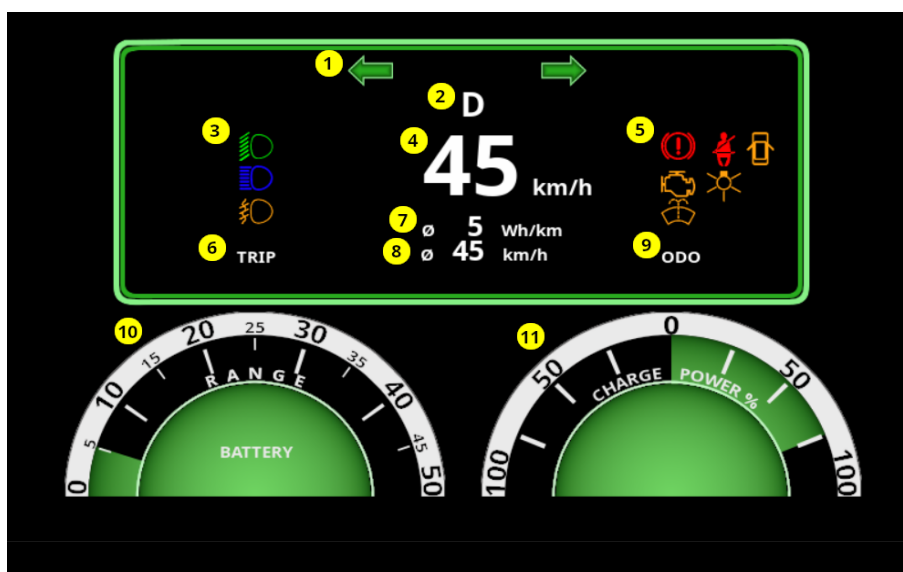 1
2 D
3
4 45 km/h
5
7 ø 5 Wh/km
8 ø 45 km/h
6 TRIP
9 ODO
10
0 5 10 15 20 25 30 35 40 45 50
RANGE
BATTERY
11
100 50 0 50 100
CHARGE POWER %